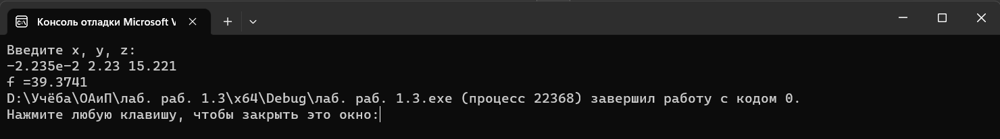 Консоль отладки Microsoft V
Введите x, y, z:
-2.235e-2 2.23 15.221
f =39.3741
D:\Учёба\ОАиП\лаб. раб. 1.3\x64\Debug\лаб. раб. 1.3.exe (процесс 22368) завершил работу с кодом 0.
Нажмите любую клавишу, чтобы закрыть это окно: